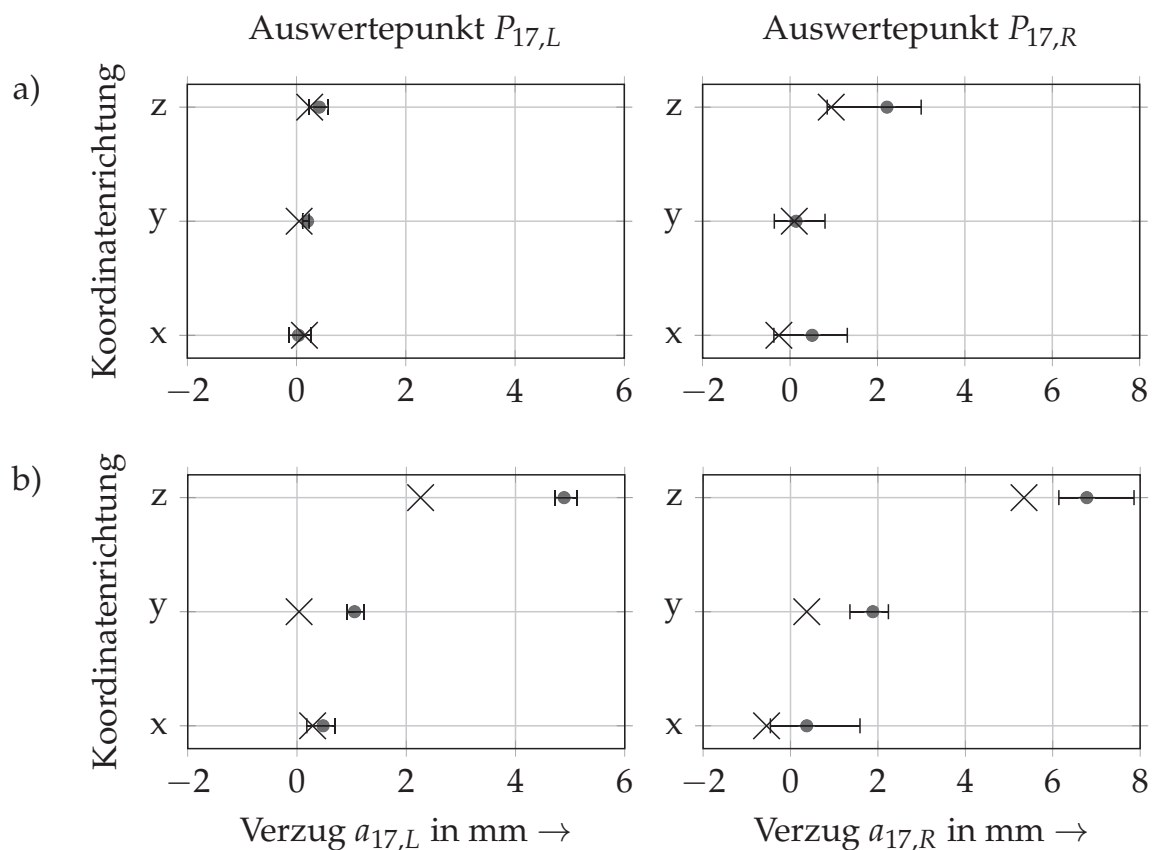 Auswertepunkt P17,L
Auswertepunkt P17,R
a)
Koordinatenrichtung
z
y
x
−2 0 2 4 6
z
y
x
−2 0 2 4 6 8
b)
Koordinatenrichtung
z
y
x
−2 0 2 4 6
Verzug a17,L in mm →
z
y
x
−2 0 2 4 6 8
Verzug a17,R in mm →